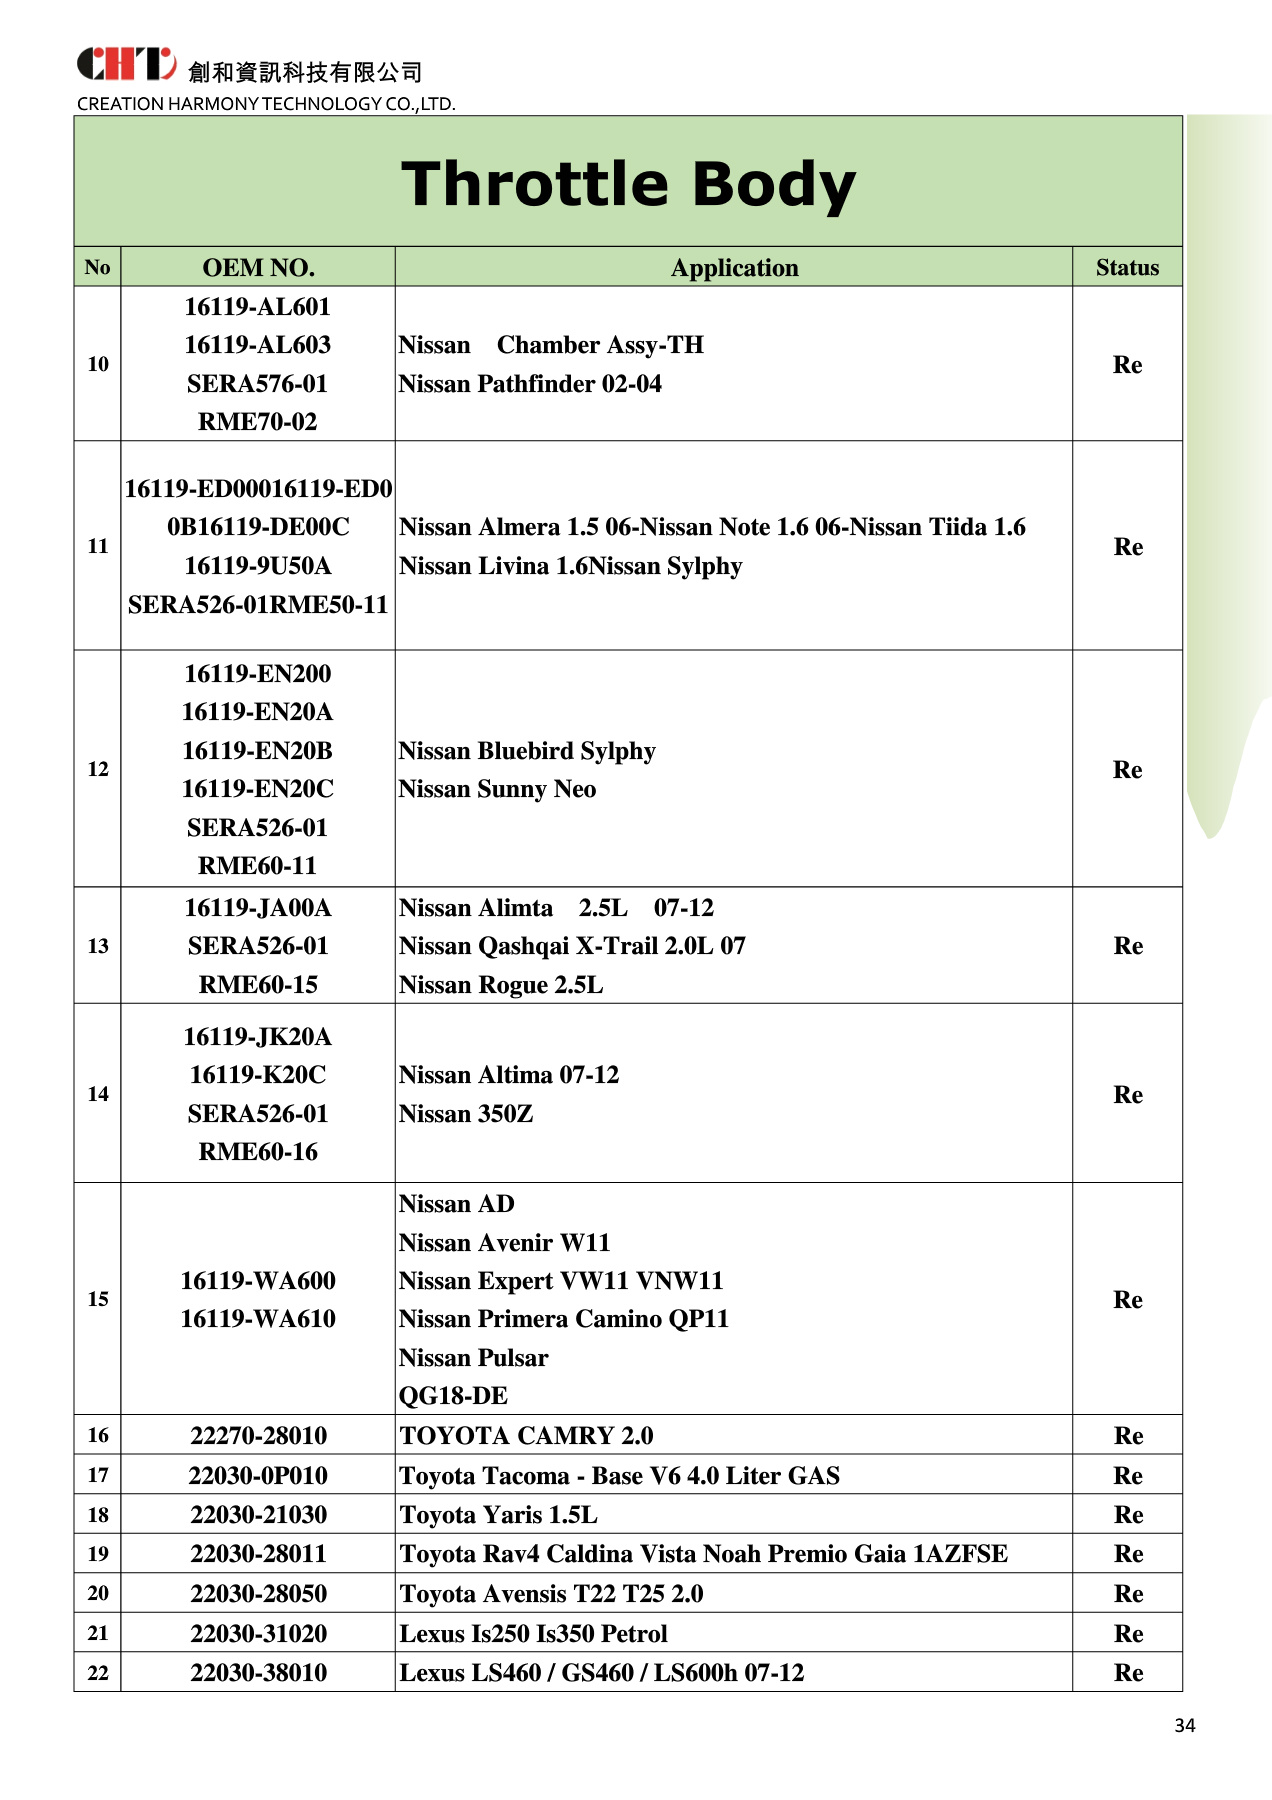 CHT 創和資訊科技有限公司
CREATION HARMONY TECHNOLOGY CO.,LTD.
Throttle Body
No OEM NO. Application Status
10
16119-AL601
16119-AL603
SERA576-01
RME70-02
Nissan Chamber Assy-TH
Nissan Pathfinder 02-04
Re
11
16119-ED00016119-ED0
0B16119-DE00C
16119-9U50A
SERA526-01RME50-11
Nissan Almera 1.5 06-Nissan Note 1.6 06-Nissan Tiida 1.6
Nissan Livina 1.6Nissan Sylphy
Re
12
16119-EN200
16119-EN20A
16119-EN20B
16119-EN20C
SERA526-01
RME60-11
Nissan Bluebird Sylphy
Nissan Sunny Neo
Re
13
16119-JA00A
SERA526-01
RME60-15
Nissan Alimta 2.5L 07-12
Nissan Qashqai X-Trail 2.0L 07
Nissan Rogue 2.5L
Re
14
16119-JK20A
16119-K20C
SERA526-01
RME60-16
Nissan Altima 07-12
Nissan 350Z
Re
15
16119-WA600
16119-WA610
Nissan AD
Nissan Avenir W11
Nissan Expert VW11 VNW11
Nissan Primera Camino QP11
Nissan Pulsar
QG18-DE
Re
16 22270-28010 TOYOTA CAMRY 2.0 Re
17 22030-0P010 Toyota Tacoma - Base V6 4.0 Liter GAS Re
18 22030-21030 Toyota Yaris 1.5L Re
19 22030-28011 Toyota Rav4 Caldina Vista Noah Premio Gaia 1AZFSE Re
20 22030-28050 Toyota Avensis T22 T25 2.0 Re
21 22030-31020 Lexus Is250 Is350 Petrol Re
22 22030-38010 Lexus LS460 / GS460 / LS600h 07-12 Re
34